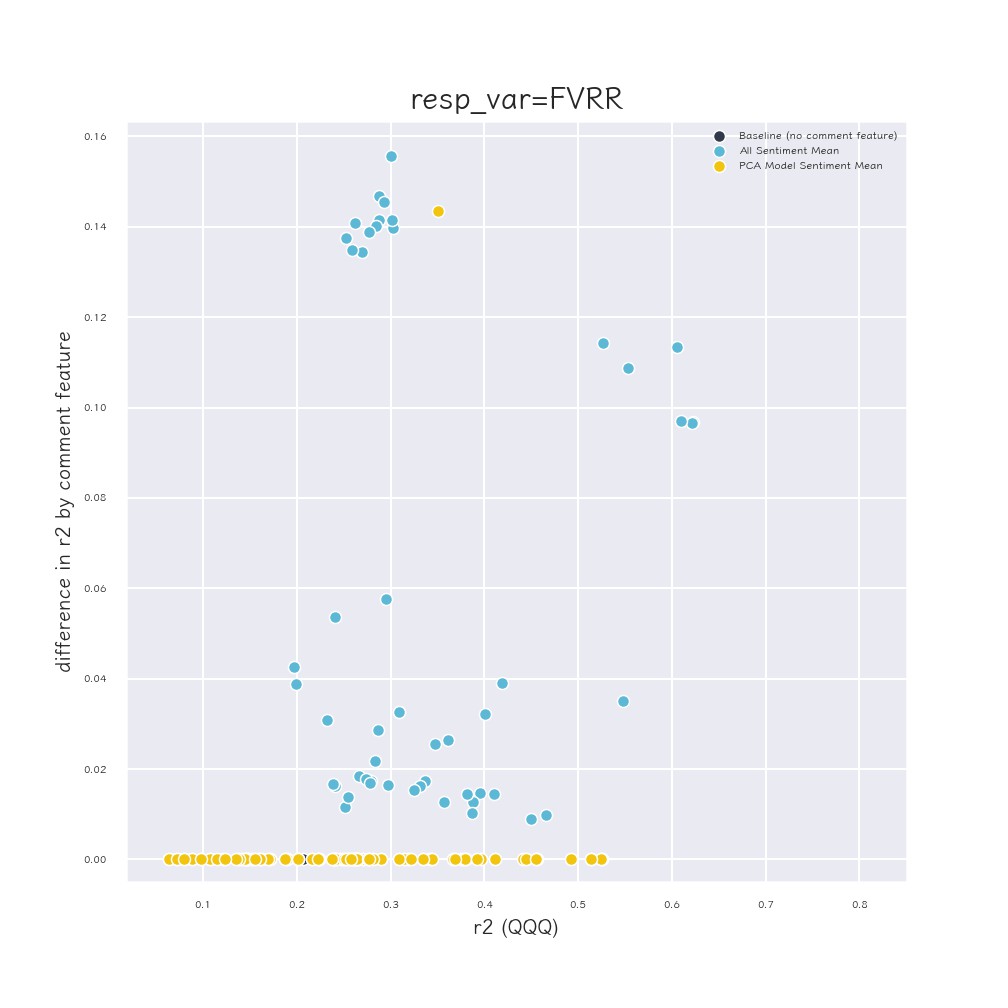 resp_var=FVRR
Baseline (no comment feature)
All Sentiment Mean
PCA Model Sentiment Mean
0.16
0.14
0.12
0.10
0.08
0.06
0.04
0.02
0.00
difference in r2 by comment feature
0.1 0.2 0.3 0.4 0.5 0.6 0.7 0.8
r2 (QQQ)